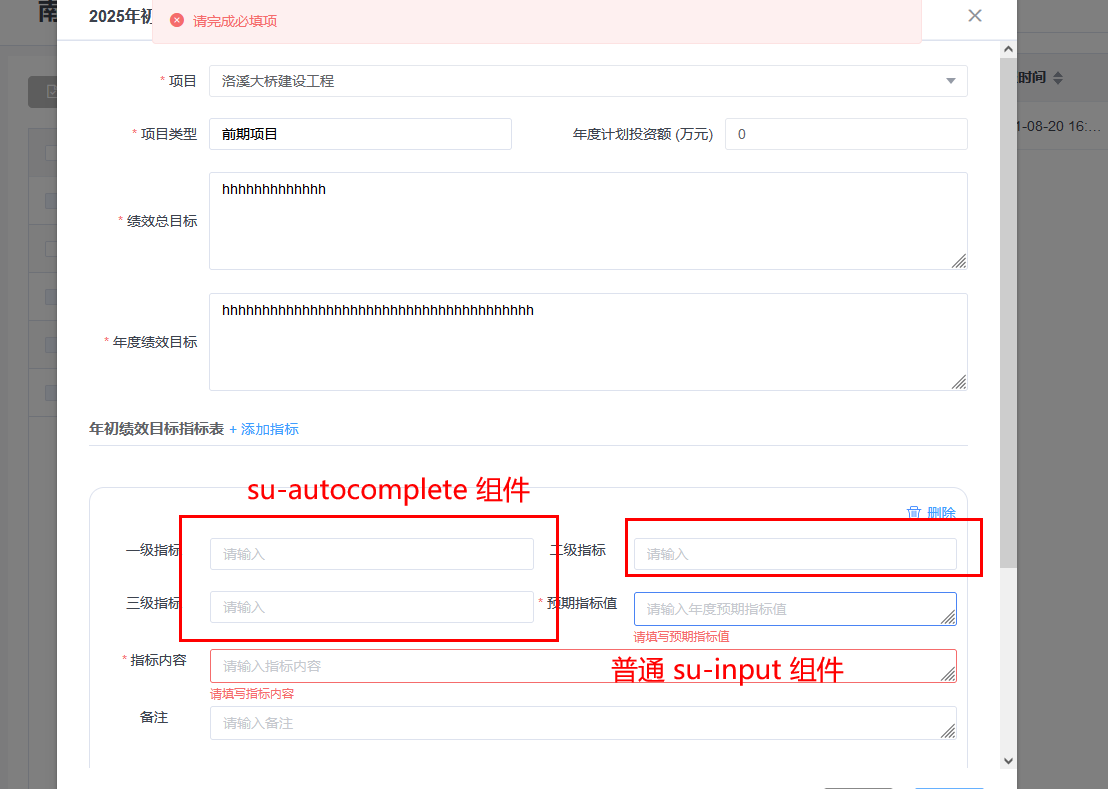 南
2025年初
请完成必填项
* 项目
洛溪大桥建设工程
时间
* 项目类型
前期项目
年度计划投资额 (万元)
0
1-08-20 16:...
* 绩效总目标
hhhhhhhhhhhhh
* 年度绩效目标
hhhhhhhhhhhhhhhhhhhhhhhhhhhhhhhhhhhhhhh
年初绩效目标指标表 + 添加指标
su-autocomplete 组件
删除
一级指标
请输入
二级指标
请输入
三级指标
请输入
* 预期指标值
请输入年度预期指标值
请填写预期指标值
* 指标内容
请输入指标内容
普通 su-input 组件
请填写指标内容
备注
请输入备注